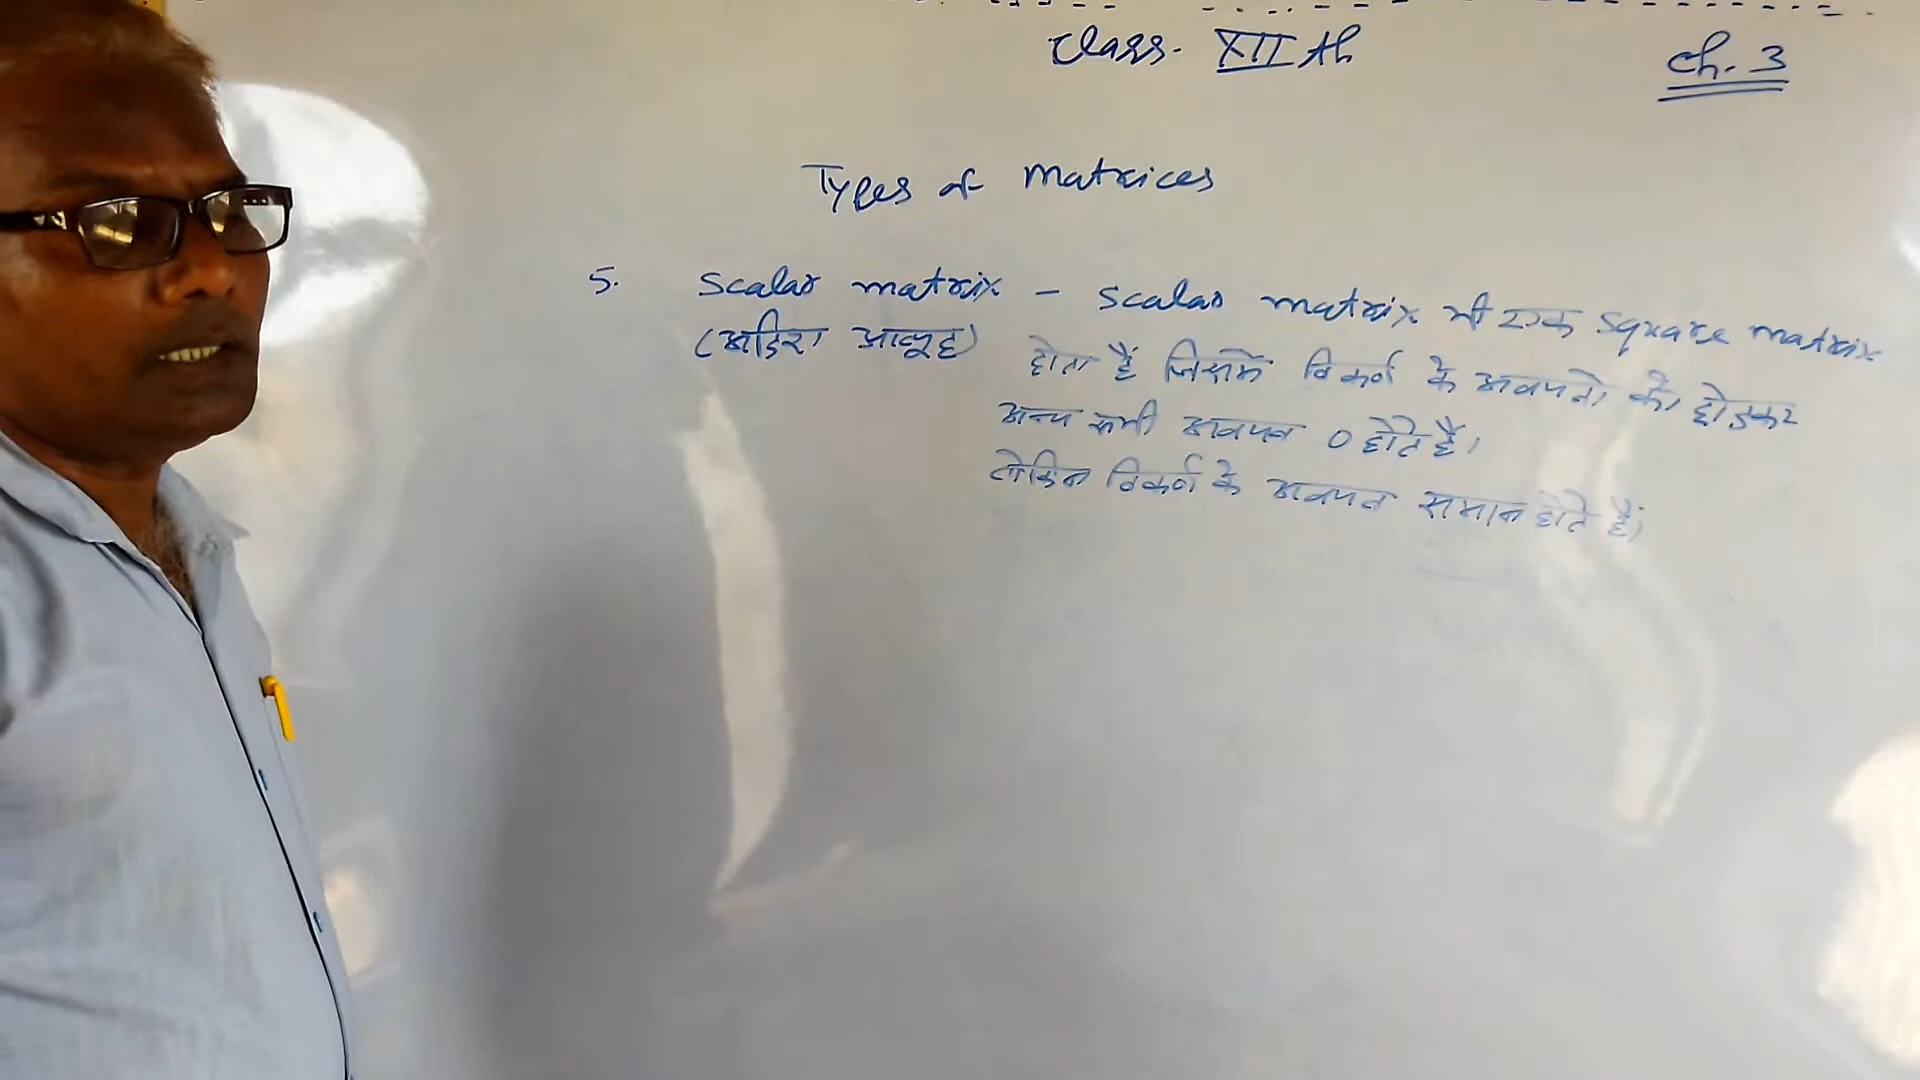 Class. XII th
Ch. 3
Types of matrices
5. Scalar matrix - Scalar matrix भी एक square matrix
(अदिश आव्यूह) होता है जिसमें विकर्ण के अवयवो को छोडकर
अन्य सभी अवयव 0 होते है।
लेकिन विकर्ण के अवयव समान होते हैं।